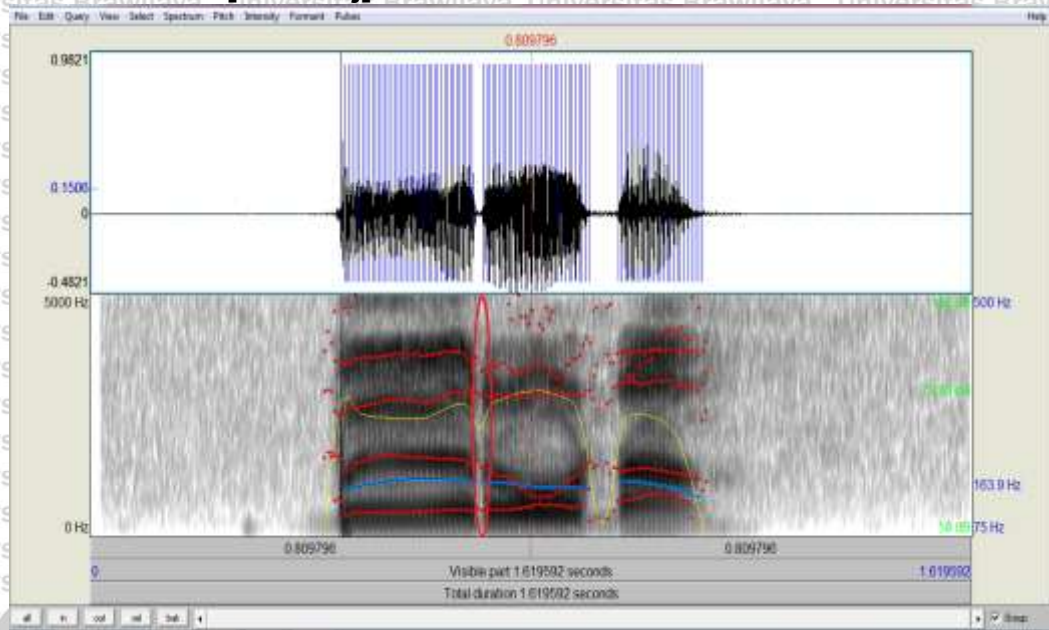 File Edit Query View Select Spectrum Pitch Intensity Formant Pulses Help
0.809796
0.9821
0.1506
0
-0.4821
5000 Hz 500 Hz
163.9 Hz
0 Hz 75 Hz
0.809796 0.809796
0 Visible part 1.619592 seconds 1.619592
Total duration 1.619592 seconds
all in out sel bak